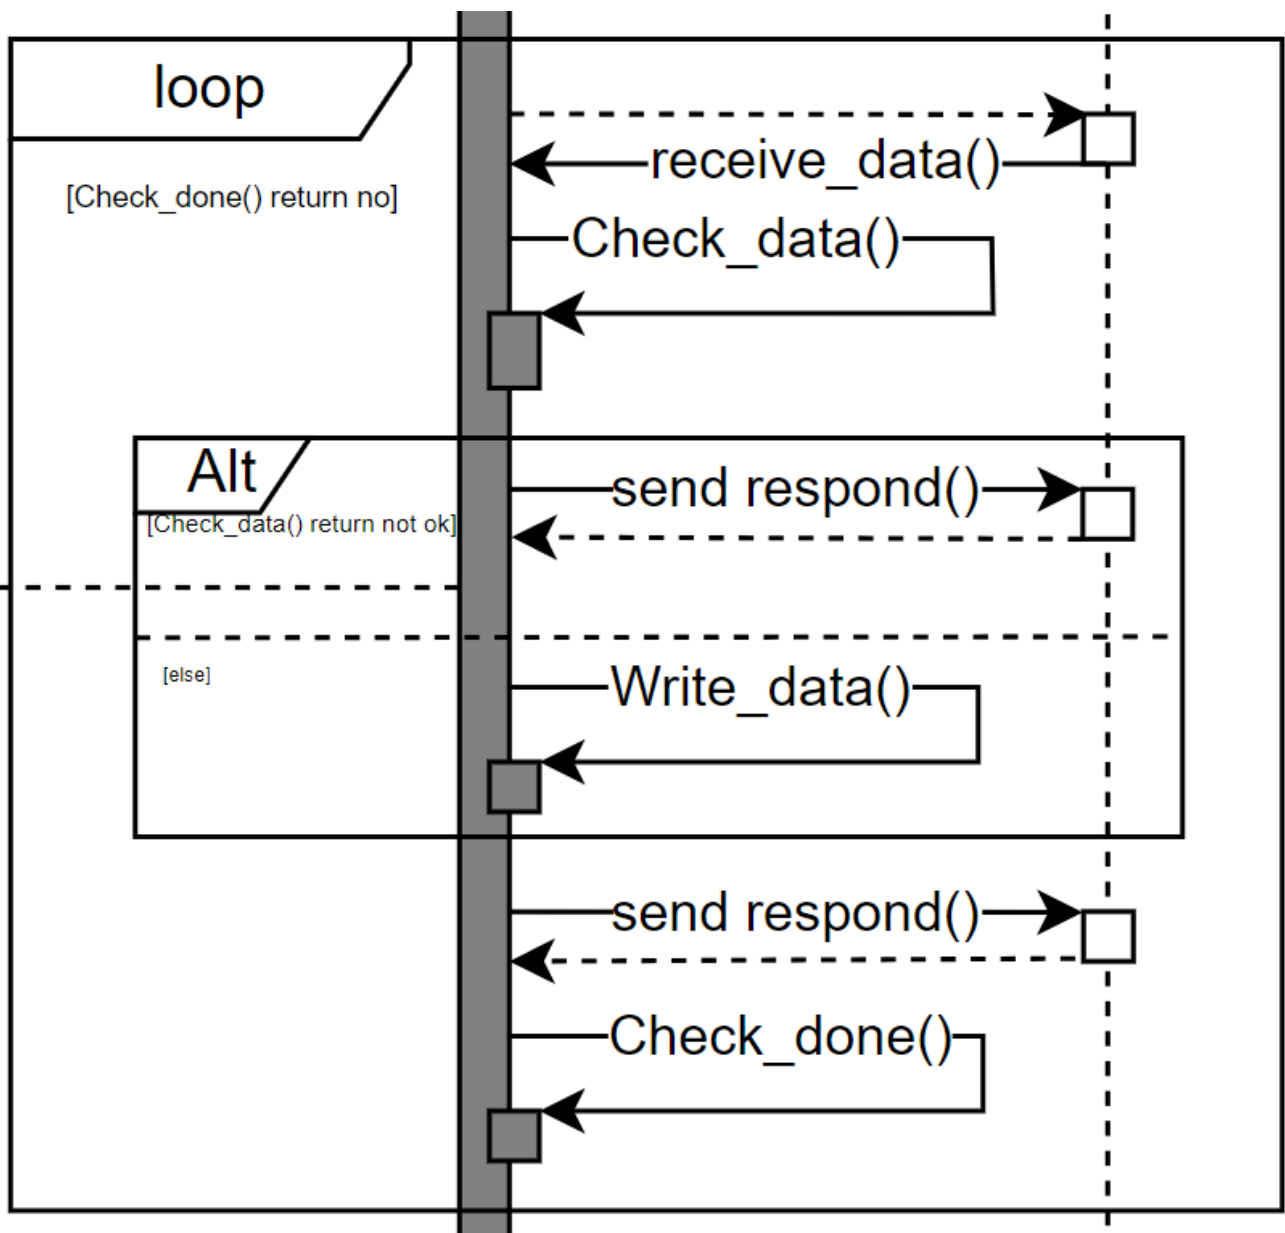 loop
receive_data()
[Check_done() return no]
Check_data()
Alt
send respond()
[Check_data() return not ok]
[else]
Write_data()
send respond()
Check_done()